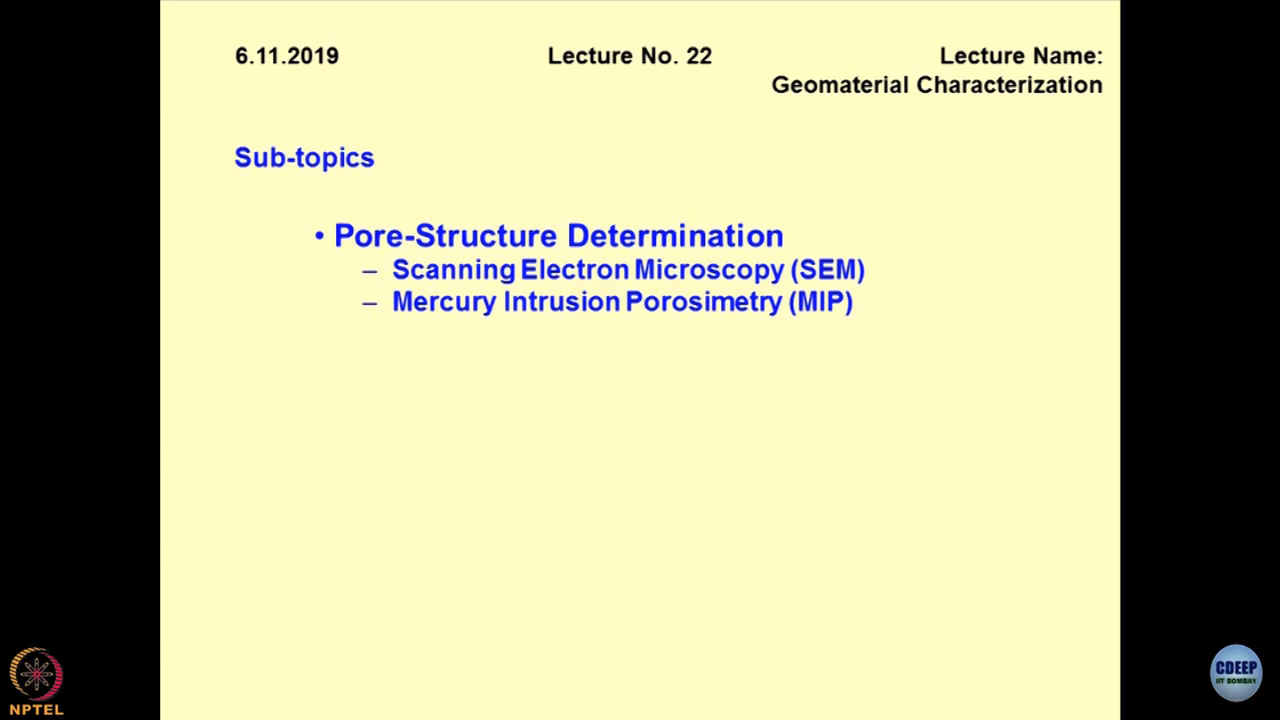 6.11.2019 Lecture No. 22 Lecture Name:
Geomaterial Characterization
Sub-topics
• Pore-Structure Determination
– Scanning Electron Microscopy (SEM)
– Mercury Intrusion Porosimetry (MIP)
NPTEL
CDEEP
IIT BOMBAY